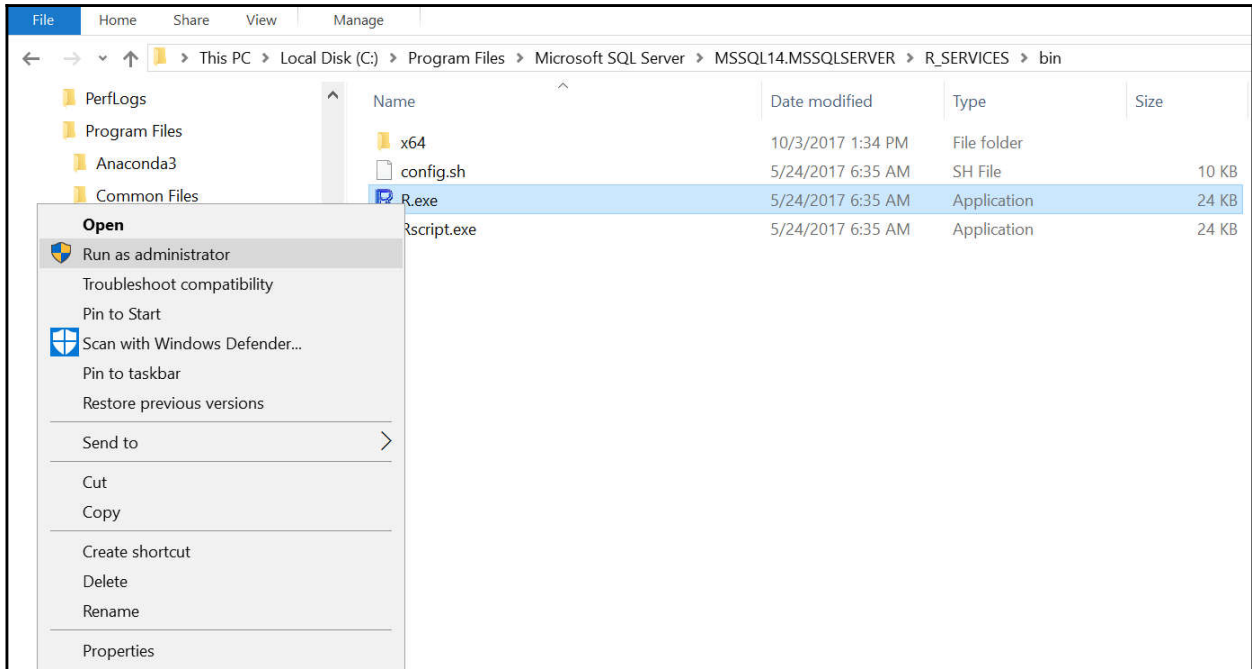 File Home Share View Manage
This PC > Local Disk (C:) > Program Files > Microsoft SQL Server > MSSQL14.MSSQLSERVER > R_SERVICES > bin
PerfLogs
Program Files
Anaconda3
Common Files
Name Date modified Type Size
x64 10/3/2017 1:34 PM File folder
config.sh 5/24/2017 6:35 AM SH File 10 KB
R.exe 5/24/2017 6:35 AM Application 24 KB
Rscript.exe 5/24/2017 6:35 AM Application 24 KB
Open
Run as administrator
Troubleshoot compatibility
Pin to Start
Scan with Windows Defender...
Pin to taskbar
Restore previous versions
Send to
Cut
Copy
Create shortcut
Delete
Rename
Properties